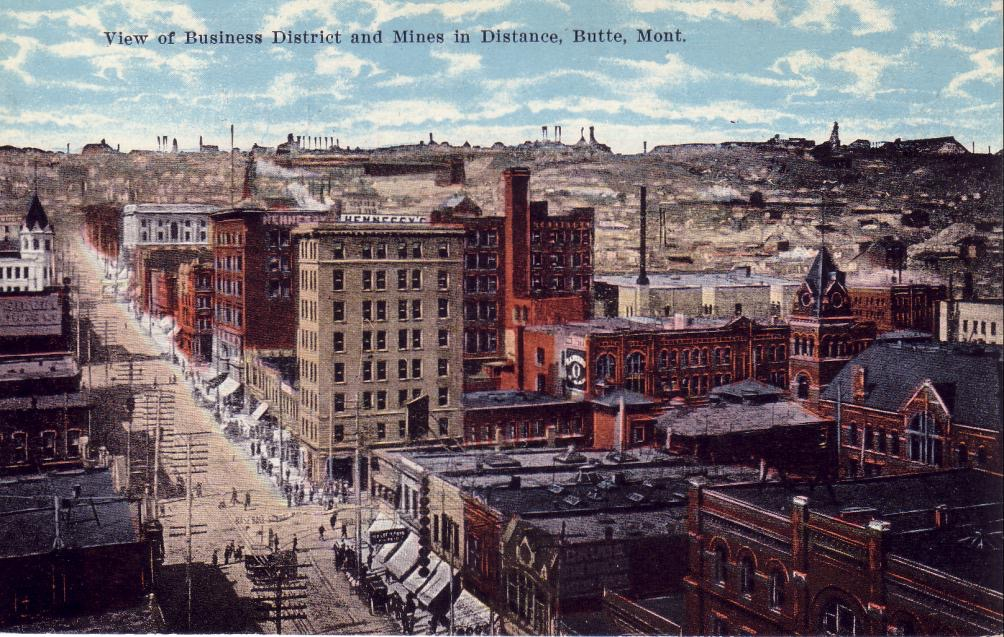 View of Business District and Mines in Distance, Butte, Mont.
HENNESSY'S